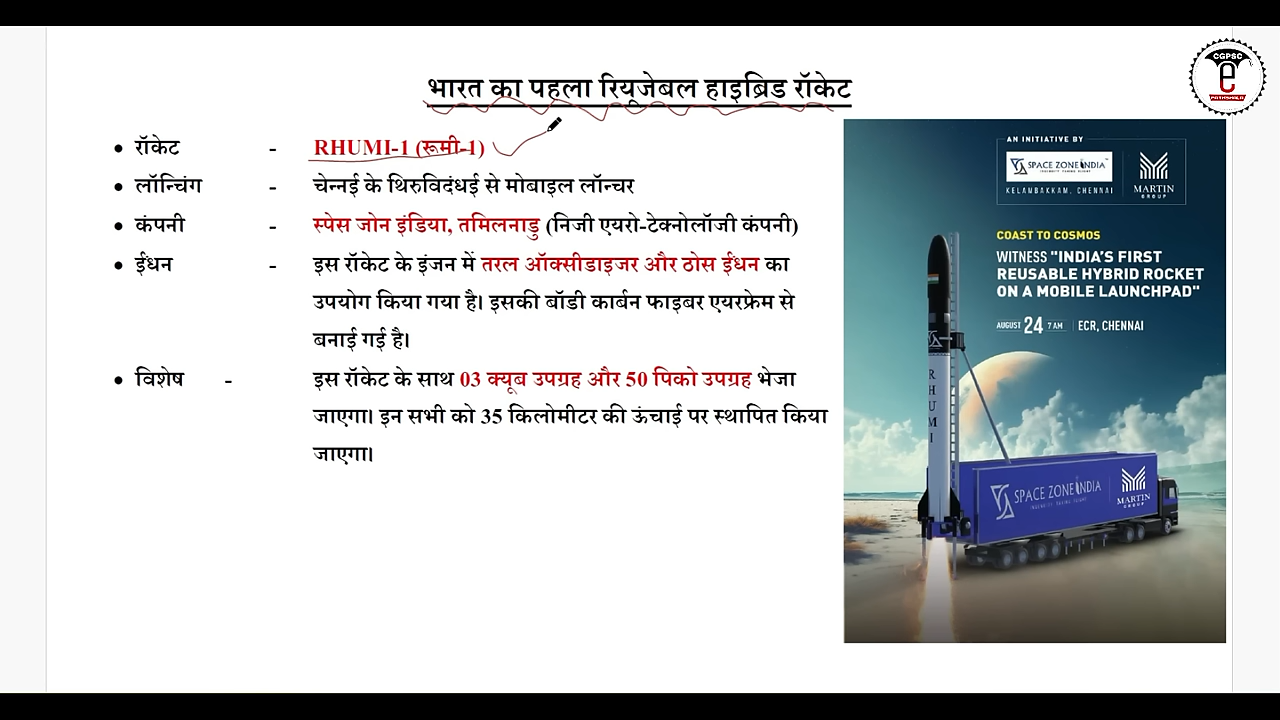 भारत का पहला रियूजेबल हाइब्रिड रॉकेट
CGPSC
e
PATHSHALA
• रॉकेट - RHUMI-1 (रूमी-1)
• लॉन्चिंग - चेन्नई के थिरुविदंधई से मोबाइल लॉन्चर
• कंपनी - स्पेस जोन इंडिया, तमिलनाडु (निजी एयरो-टेक्नोलॉजी कंपनी)
• ईंधन - इस रॉकेट के इंजन में तरल ऑक्सीडाइजर और ठोस ईंधन का
उपयोग किया गया है। इसकी बॉडी कार्बन फाइबर एयरफ्रेम से
बनाई गई है।
• विशेष - इस रॉकेट के साथ 03 क्यूब उपग्रह और 50 पिको उपग्रह भेजा
जाएगा। इन सभी को 35 किलोमीटर की ऊंचाई पर स्थापित किया
जाएगा।
AN INITIATIVE BY
SPACE ZONE INDIA
KELAMBAKKAM, CHENNAI
MARTIN
GROUP
COAST TO COSMOS
WITNESS "INDIA'S FIRST
REUSABLE HYBRID ROCKET
ON A MOBILE LAUNCHPAD"
AUGUST 24 7 AM | ECR, CHENNAI
RHUMI
SPACE ZONE INDIA
MARTIN
GROUP